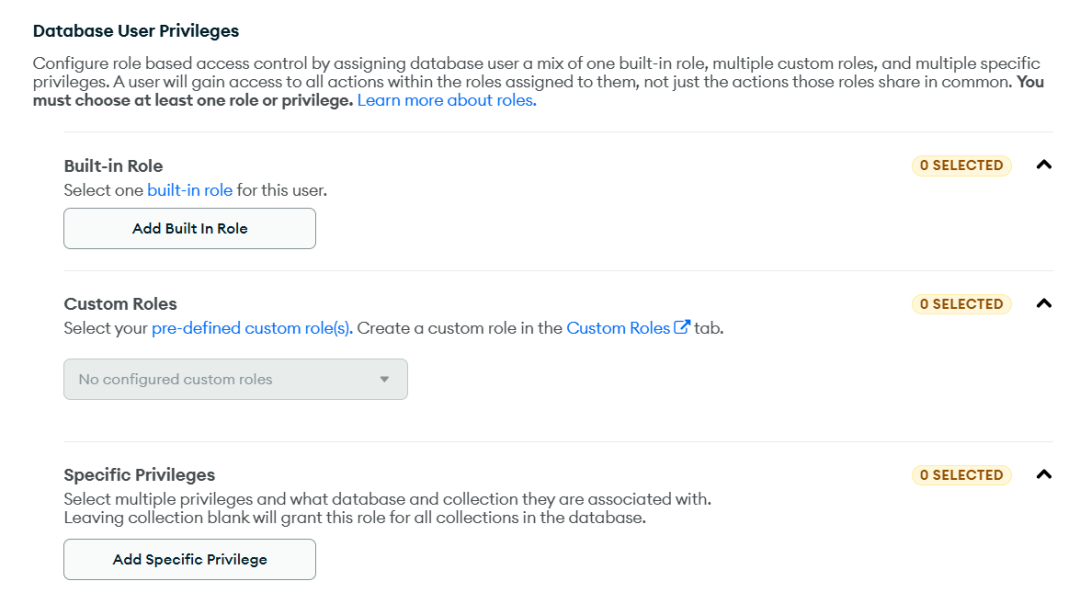 Database User Privileges
Configure role based access control by assigning database user a mix of one built-in role, multiple custom roles, and multiple specific
privileges. A user will gain access to all actions within the roles assigned to them, not just the actions those roles share in common. You
must choose at least one role or privilege. Learn more about roles.
Built-in Role
0 SELECTED
Select one built-in role for this user.
Add Built In Role
Custom Roles
0 SELECTED
Select your pre-defined custom role(s). Create a custom role in the Custom Roles tab.
No configured custom roles
Specific Privileges
0 SELECTED
Select multiple privileges and what database and collection they are associated with.
Leaving collection blank will grant this role for all collections in the database.
Add Specific Privilege